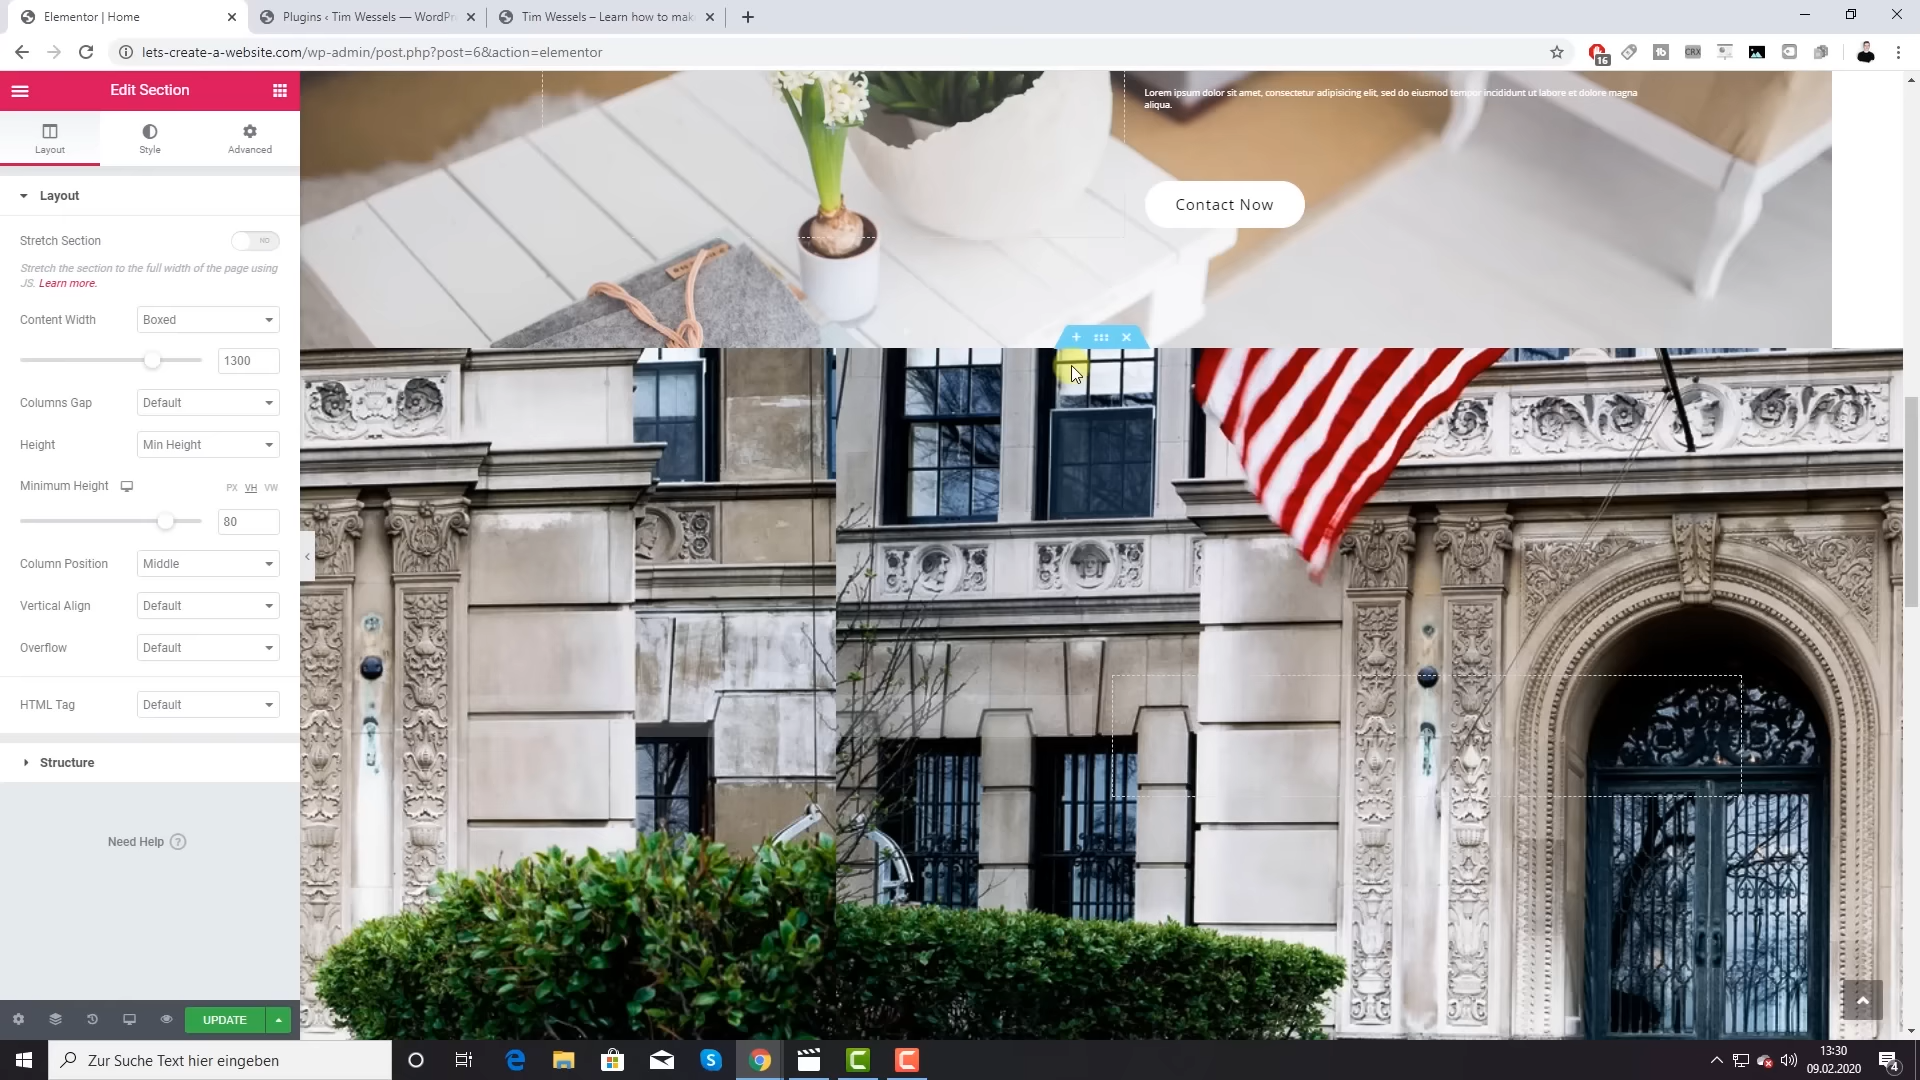 Elementor | Home
Plugins ‹ Tim Wessels — WordPr
Tim Wessels – Learn how to mak
lets-create-a-website.com/wp-admin/post.php?post=6&action=elementor
16
CRX
Edit Section
Layout
Style
Advanced
Layout
Stretch Section
NO
Stretch the section to the full width of the page using
JS. Learn more.
Content Width
Boxed
1300
Columns Gap
Default
Height
Min Height
Minimum Height
PX VH VW
80
Column Position
Middle
Vertical Align
Default
Overflow
Default
HTML Tag
Default
Structure
Need Help
UPDATE
Lorem ipsum dolor sit amet, consectetur adipisicing elit, sed do eiusmod tempor incididunt ut labore et dolore magna
aliqua.
Contact Now
Zur Suche Text hier eingeben
13:30
09.02.2020
4